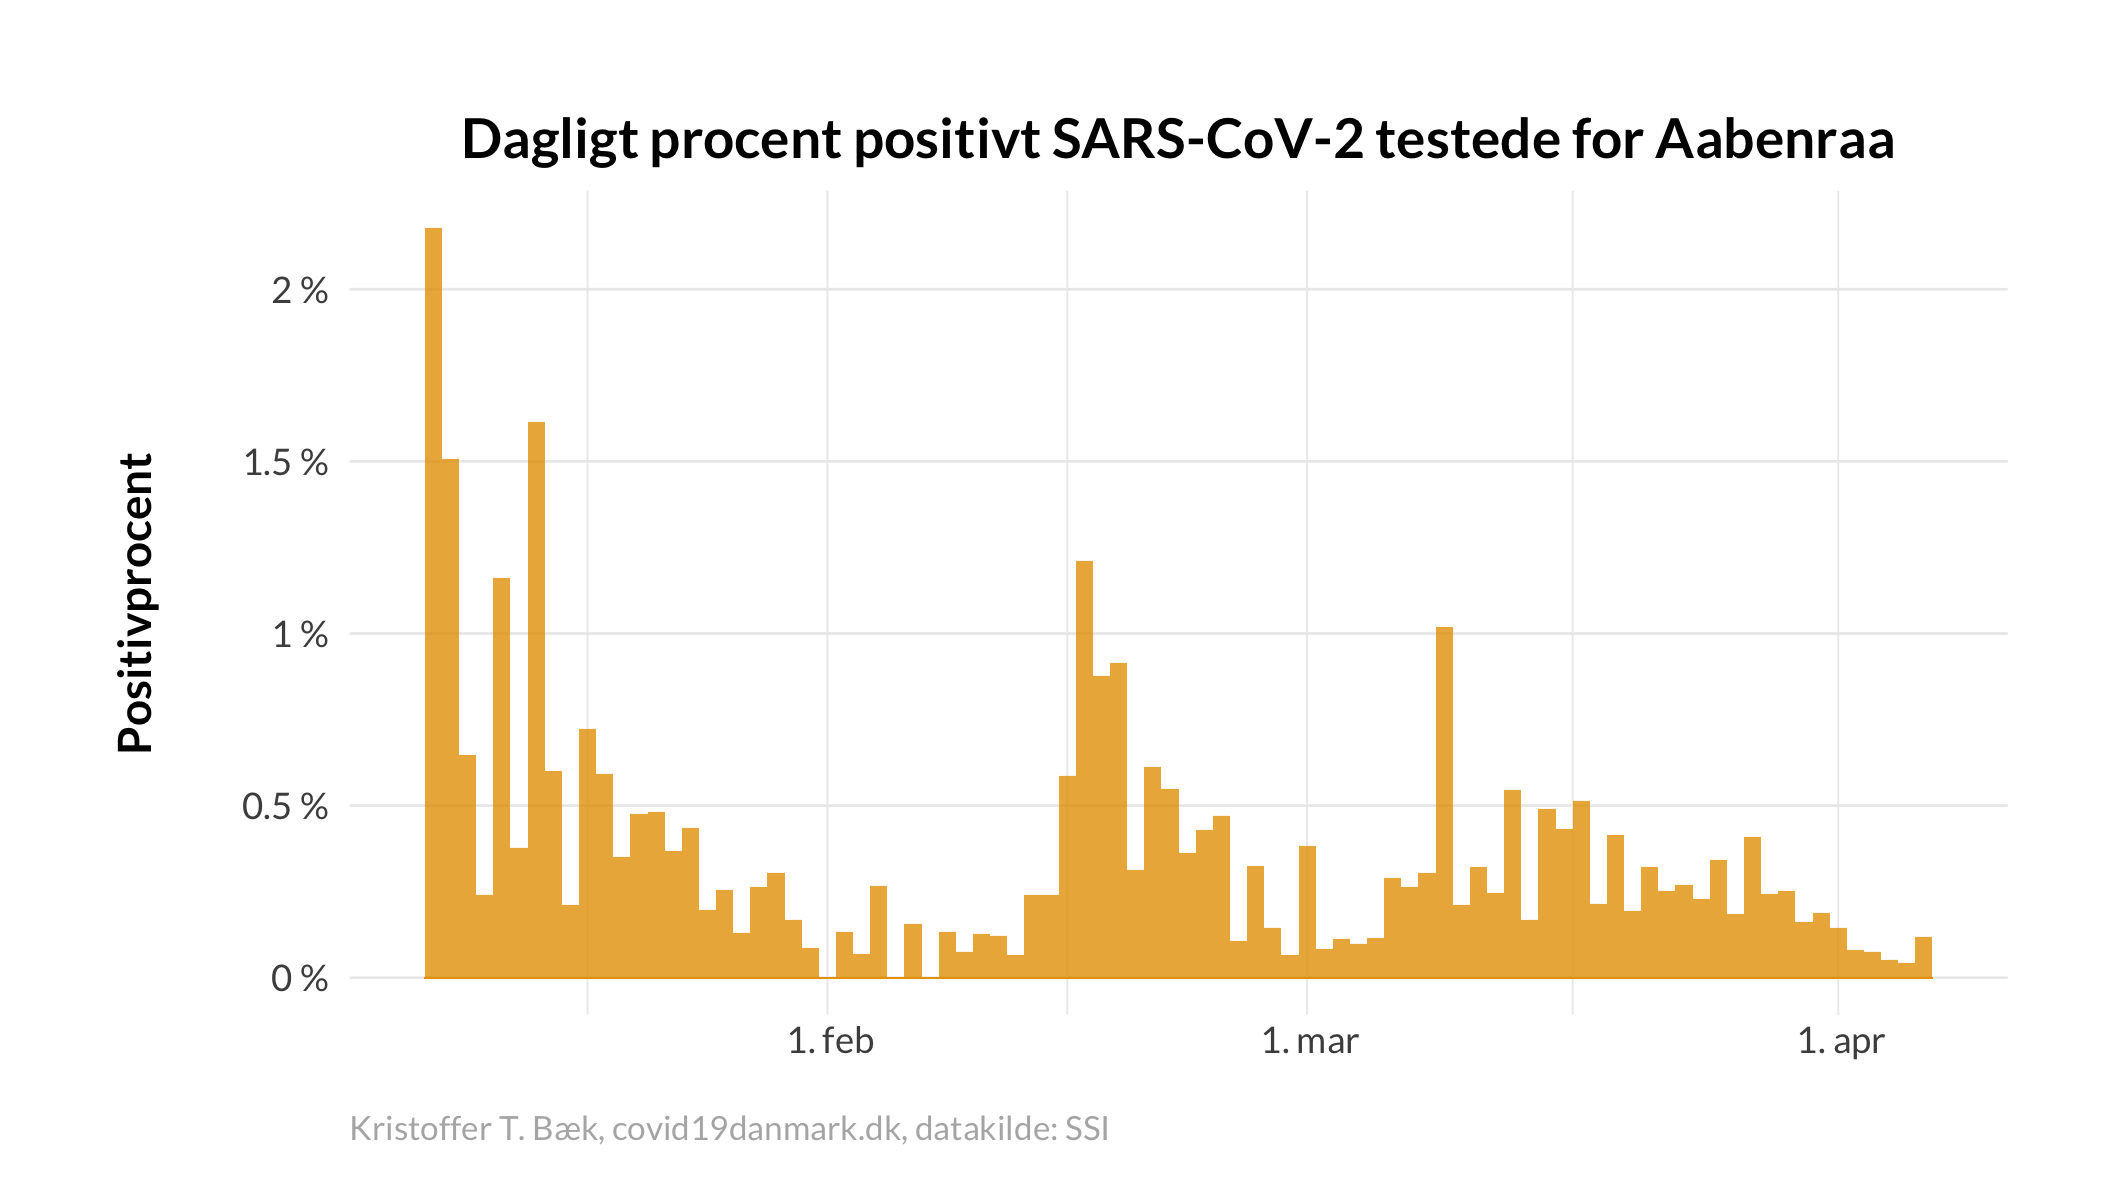 Dagligt procent positivt SARS-CoV-2 testede for Aabenraa
Positivprocent
2 %
1.5 %
1 %
0.5 %
0 %
1. feb
1. mar
1. apr
Kristoffer T. Bæk, covid19danmark.dk, datakilde: SSI